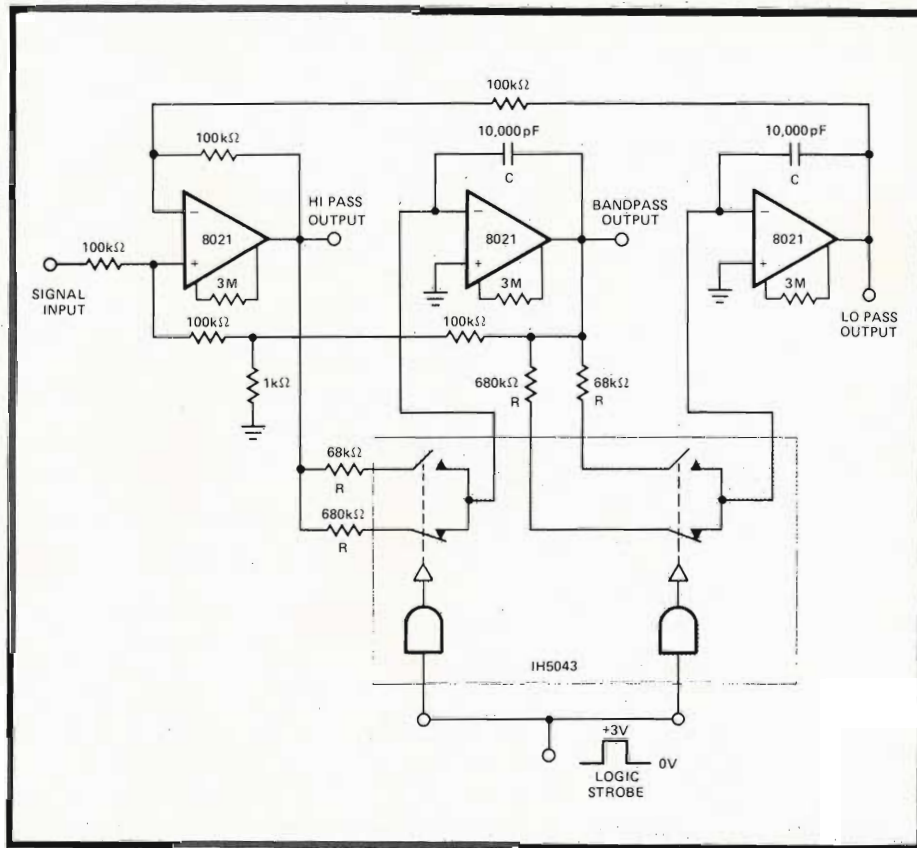 100kΩ
100kΩ
10,000pF
C
10,000pF
C
HI PASS
OUTPUT
BANDPASS
OUTPUT
−
8021
+
−
8021
+
−
8021
+
100kΩ
3M
3M
3M
SIGNAL
INPUT
LO PASS
OUTPUT
100kΩ
100kΩ
1kΩ
680kΩ
R
68kΩ
R
68kΩ
R
680kΩ
R
IH5043
+3V
0V
LOGIC
STROBE